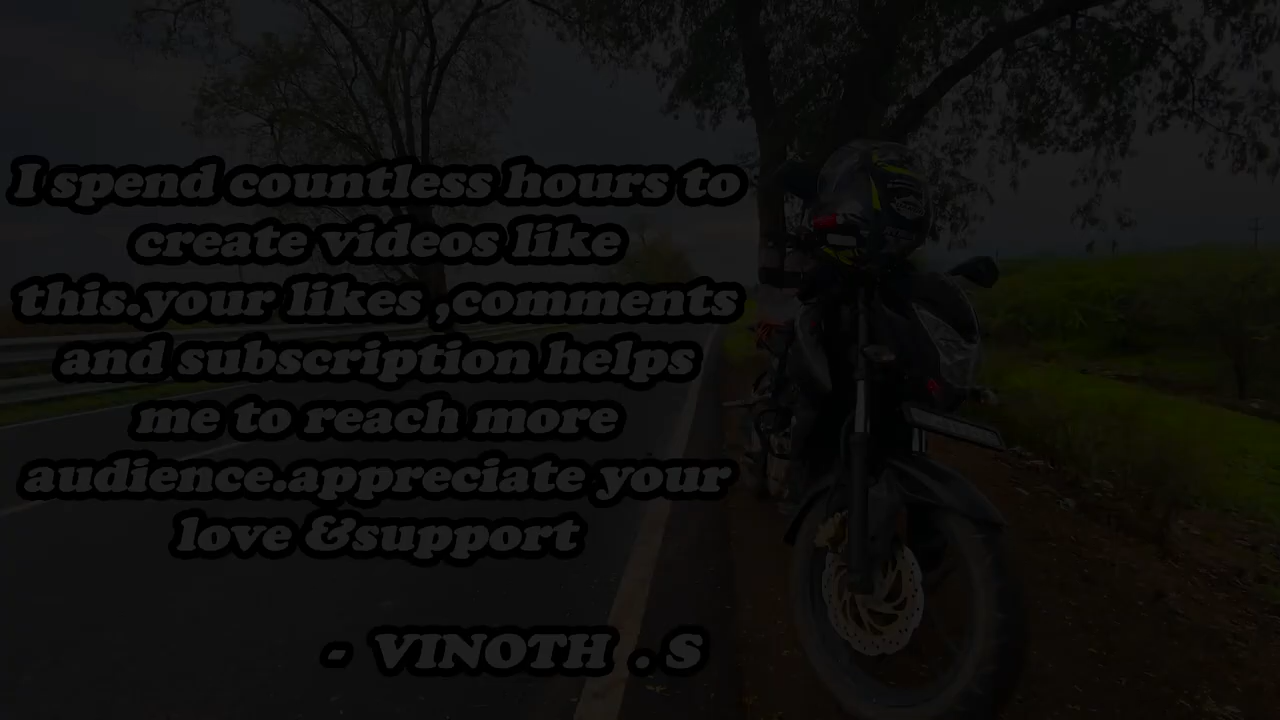 I spend countless hours to
create videos like
this.your likes ,comments
and subscription helps
me to reach more
audience.appreciate your
love &support
- VINOTH . S